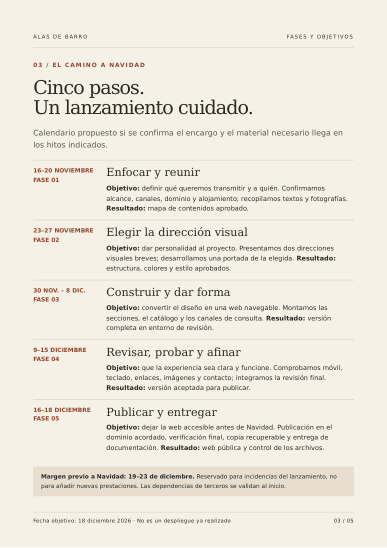 ALAS DE BARRO
FASES Y OBJETIVOS
03 / EL CAMINO A NAVIDAD
Cinco pasos.
Un lanzamiento cuidado.
Calendario propuesto si se confirma el encargo y el material necesario llega en
los hitos indicados.
16–20 NOVIEMBRE
FASE 01
Enfocar y reunir
Objetivo: definir qué queremos transmitir y a quién. Confirmamos
alcance, canales, dominio y alojamiento; recopilamos textos y fotografías.
Resultado: mapa de contenidos aprobado.
23–27 NOVIEMBRE
FASE 02
Elegir la dirección visual
Objetivo: dar personalidad al proyecto. Presentamos dos direcciones
visuales breves; desarrollamos una portada de la elegida. Resultado:
estructura, colores y estilo aprobados.
30 NOV. – 8 DIC.
FASE 03
Construir y dar forma
Objetivo: convertir el diseño en una web navegable. Montamos las
secciones, el catálogo y los canales de consulta. Resultado: versión
completa en entorno de revisión.
9–15 DICIEMBRE
FASE 04
Revisar, probar y afinar
Objetivo: que la experiencia sea clara y funcione. Comprobamos móvil,
teclado, enlaces, imágenes y contacto; integramos la revisión final.
Resultado: versión aceptada para publicar.
16–18 DICIEMBRE
FASE 05
Publicar y entregar
Objetivo: dejar la web accesible antes de Navidad. Publicación en el
dominio acordado, verificación final, copia recuperable y entrega de
documentación. Resultado: web pública y control de los archivos.
Margen previo a Navidad: 19–23 de diciembre. Reservado para incidencias del lanzamiento, no
para añadir nuevas prestaciones. Las dependencias de terceros se validan al inicio.
Fecha objetivo: 18 diciembre 2026 · No es un despliegue ya realizado
03 / 05